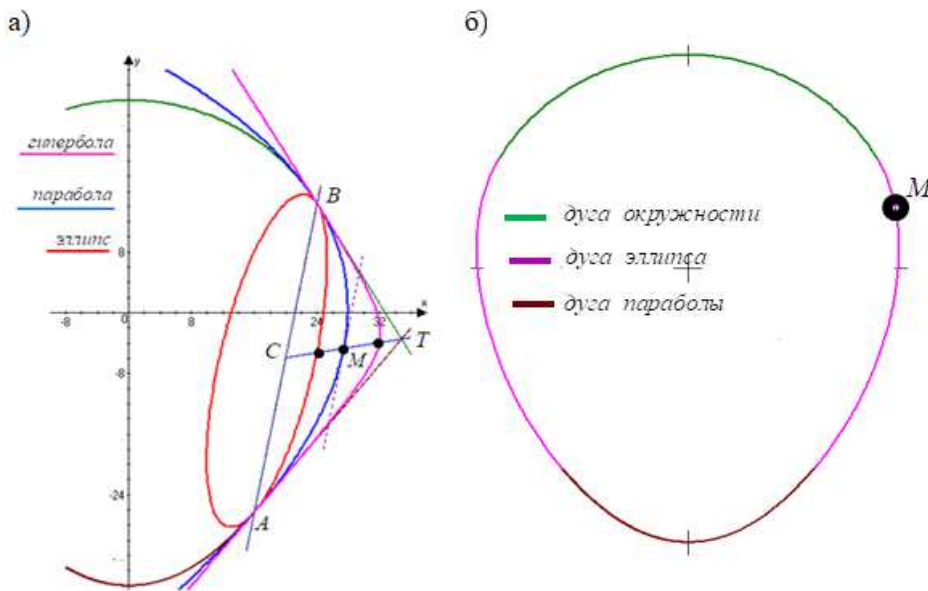 а)
y
гипербола
парабола
эллипс
B
8
x
-8
0
8
24
32
T
C
M
-8
-24
A
б)
M
дуга окружности
дуга эллипса
дуга параболы